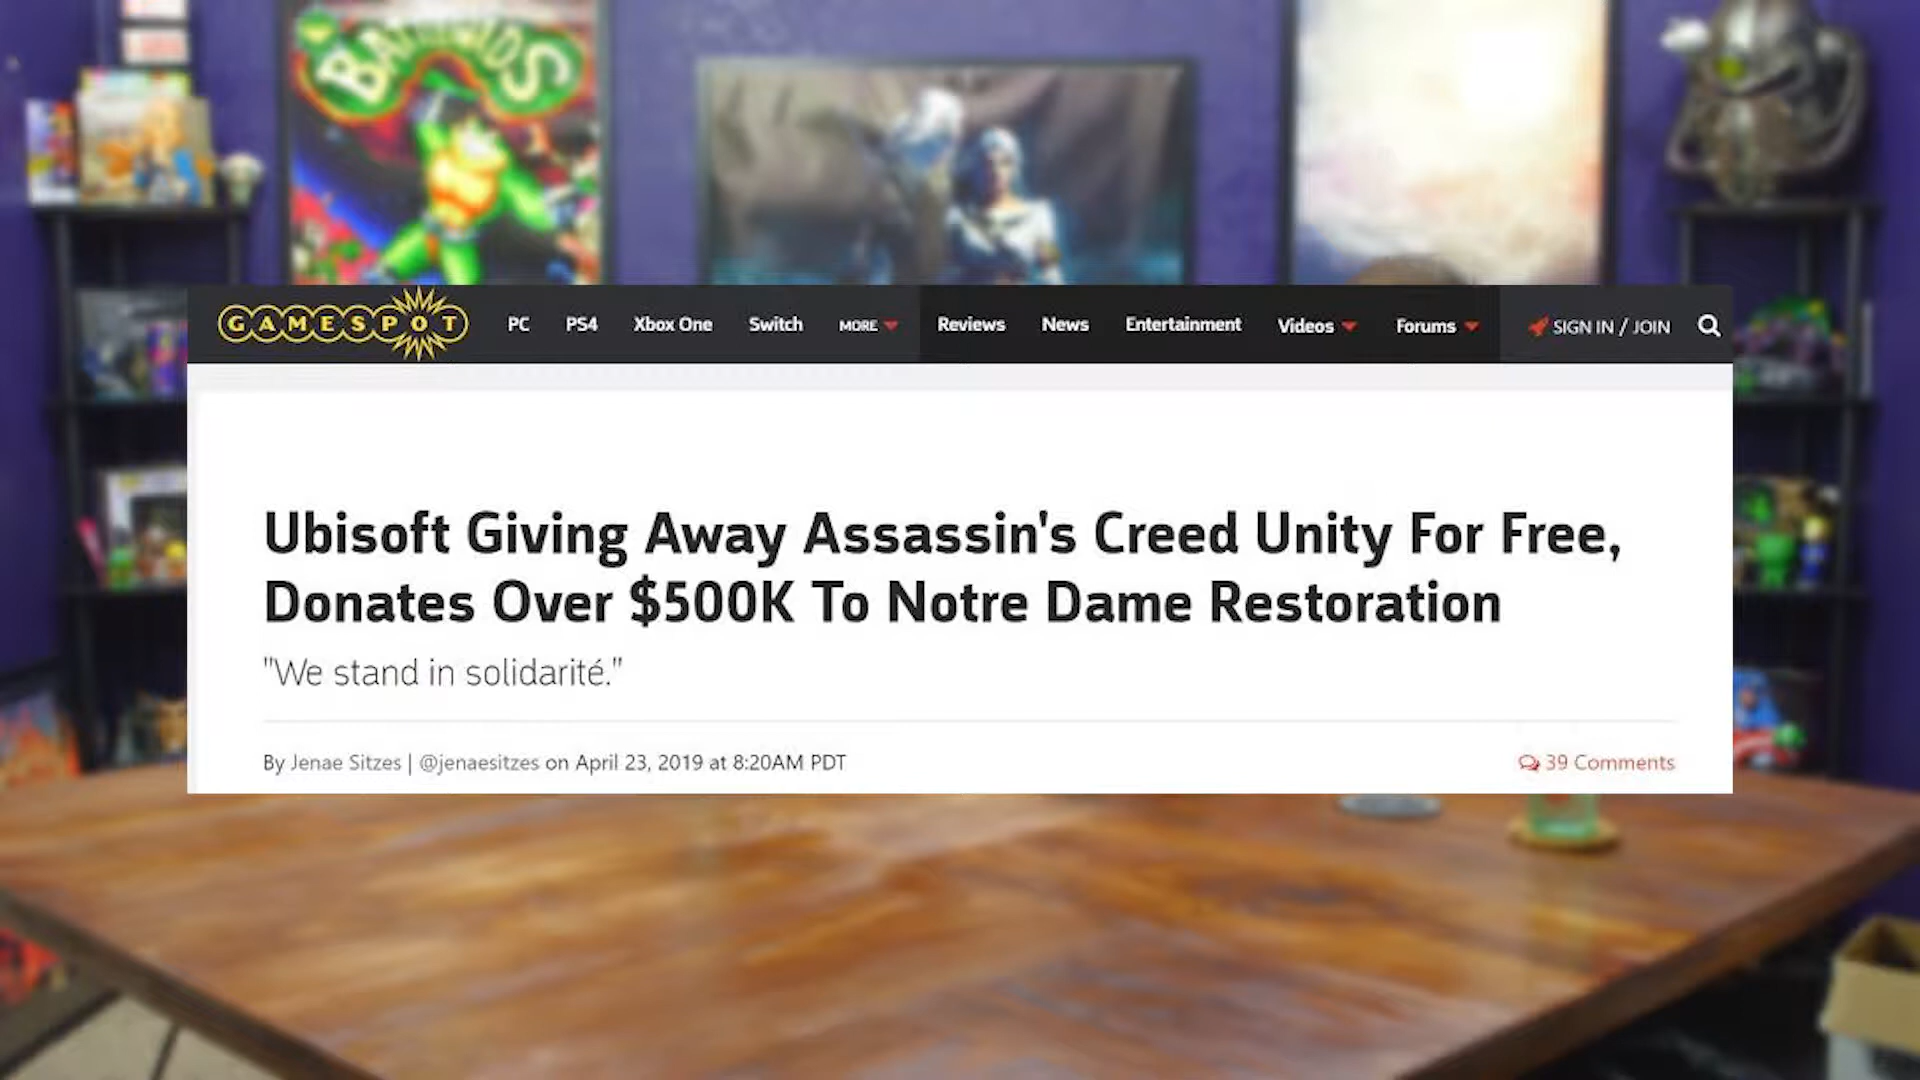 BATTLETOADS
GAMESPOT PC PS4 Xbox One Switch MORE Reviews News Entertainment Videos Forums SIGN IN / JOIN
Ubisoft Giving Away Assassin's Creed Unity For Free,
Donates Over $500K To Notre Dame Restoration
"We stand in solidarité."
By Jenae Sitzes | @jenaesitzes on April 23, 2019 at 8:20AM PDT 39 Comments